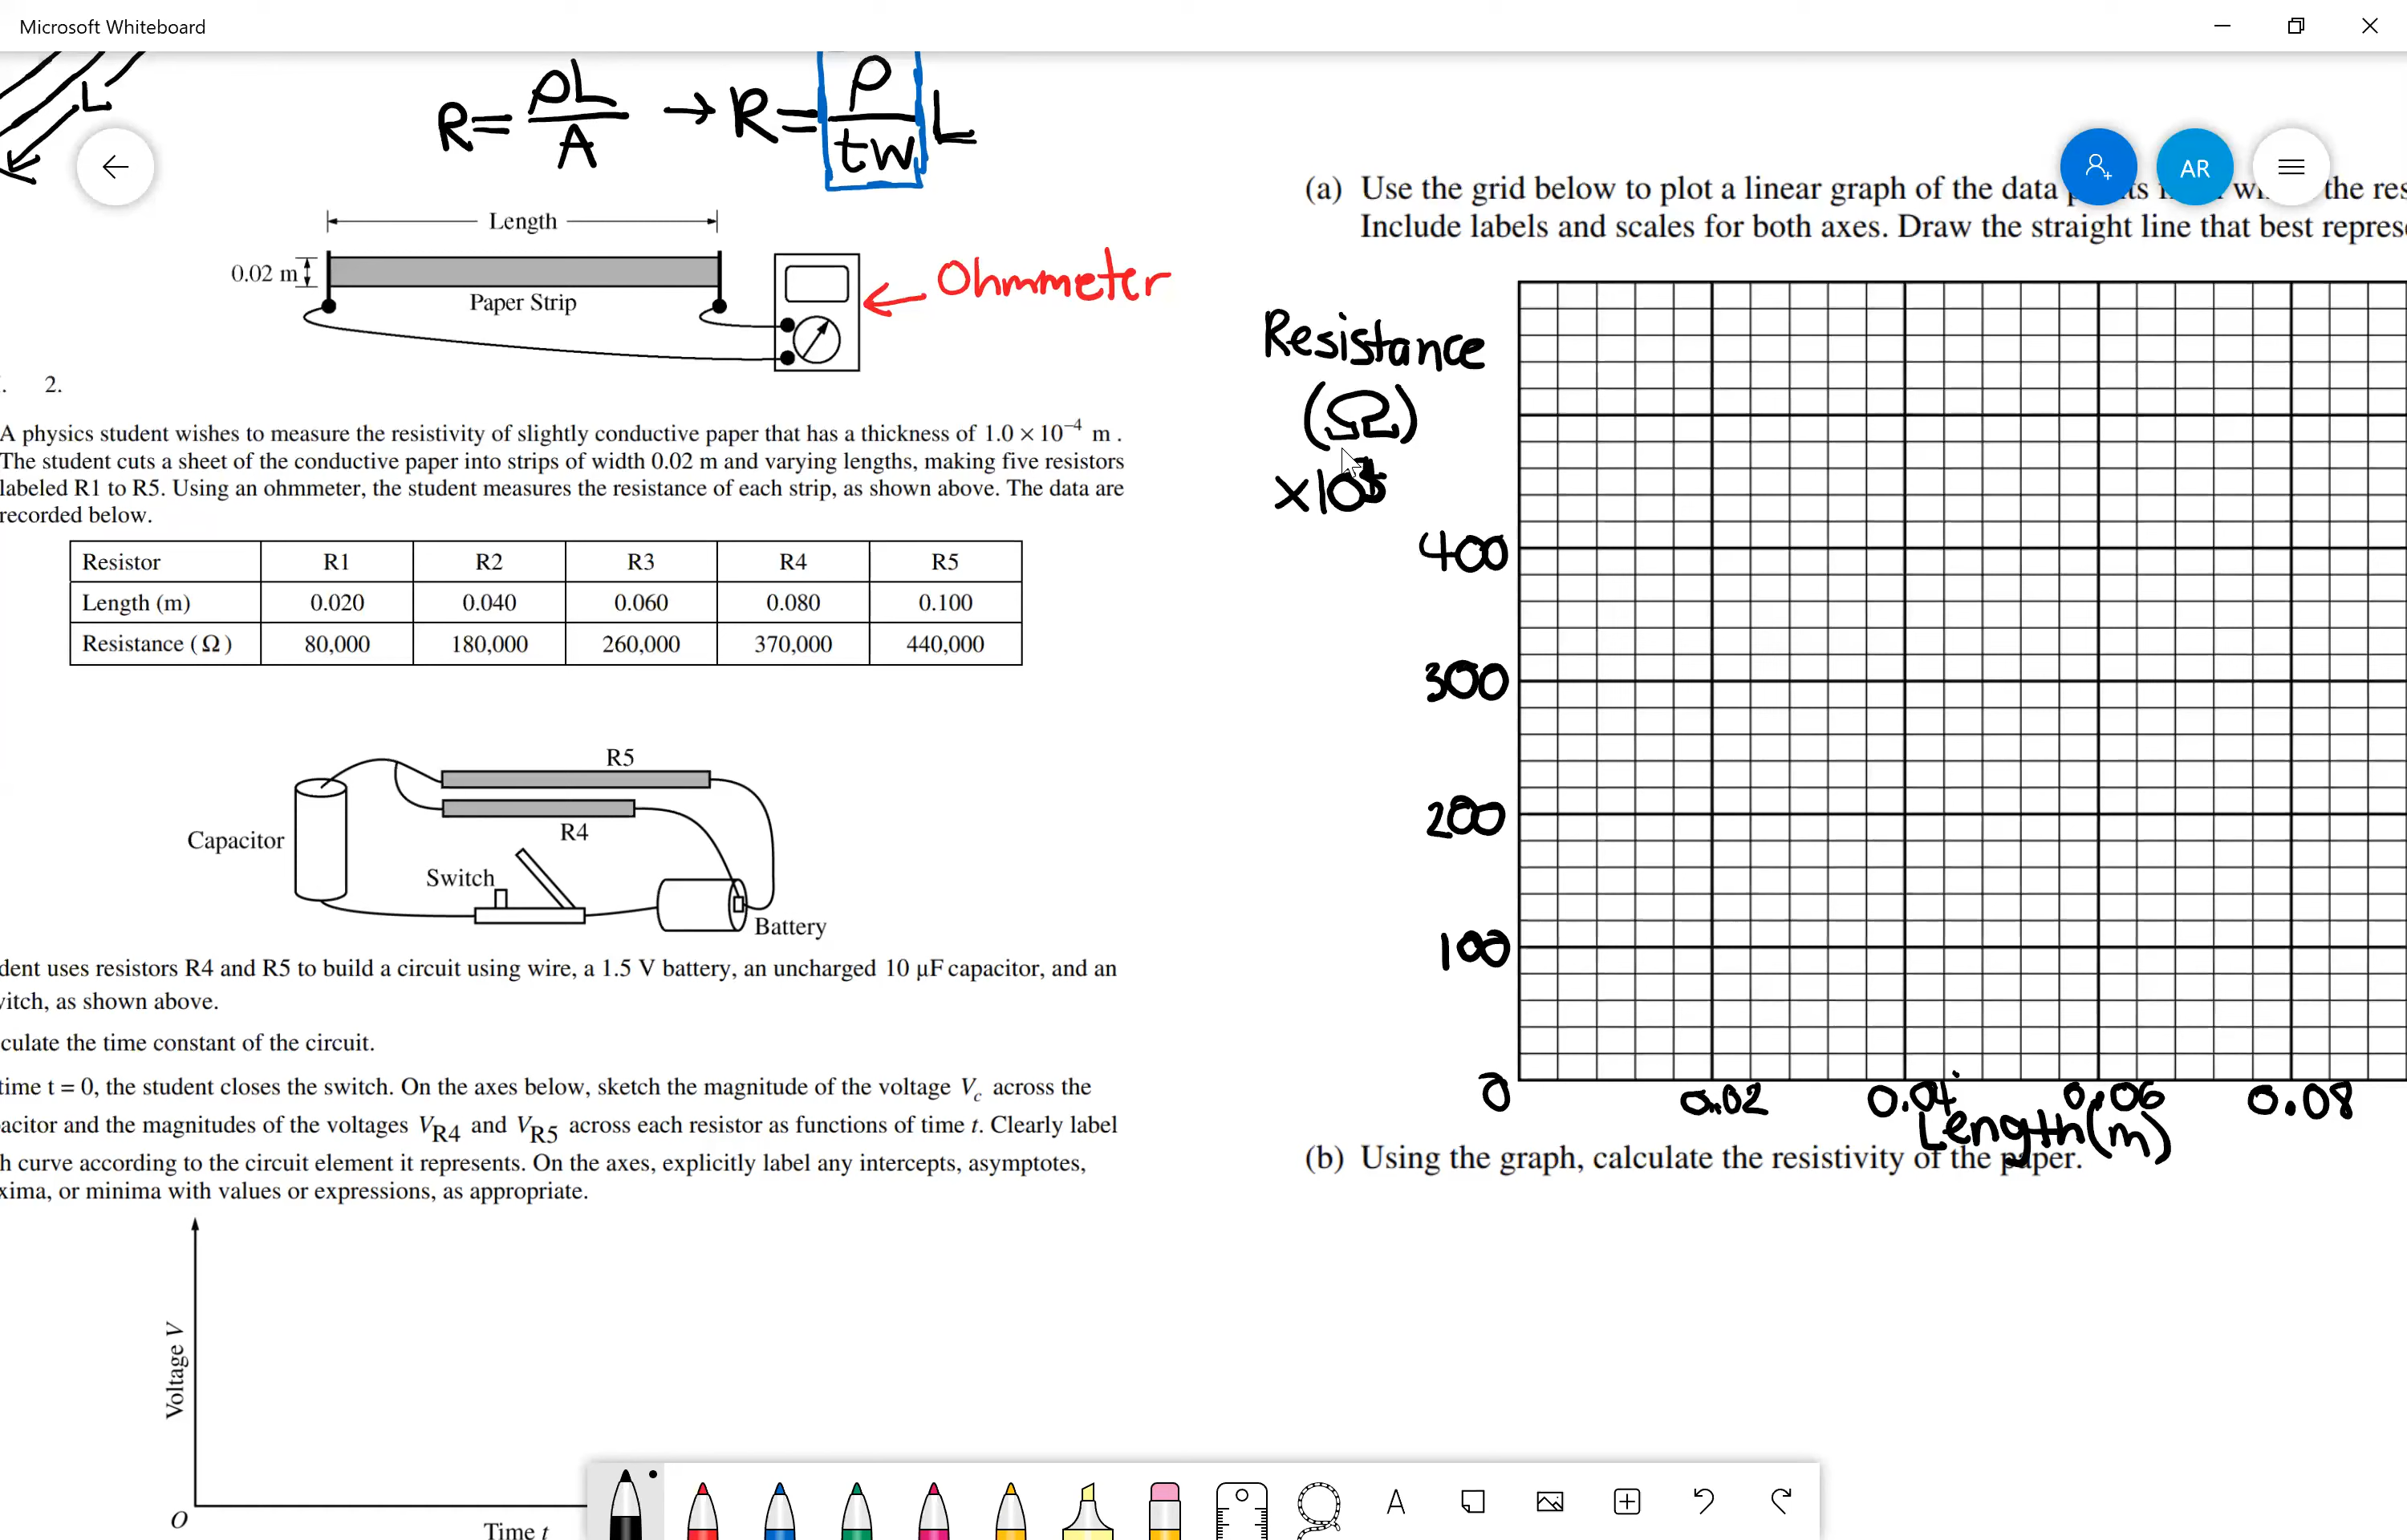 Microsoft Whiteboard
L
R = ρL/A → R = ρ/tw L
Length
0.02 m
Paper Strip
Ohmmeter
2.
A physics student wishes to measure the resistivity of slightly conductive paper that has a thickness of 1.0 × 10⁻⁴ m .
The student cuts a sheet of the conductive paper into strips of width 0.02 m and varying lengths, making five resistors
labeled R1 to R5. Using an ohmmeter, the student measures the resistance of each strip, as shown above. The data are
recorded below.
Resistor R1 R2 R3 R4 R5
Length (m) 0.020 0.040 0.060 0.080 0.100
Resistance ( Ω ) 80,000 180,000 260,000 370,000 440,000
R5
R4
Capacitor
Switch
Battery
dent uses resistors R4 and R5 to build a circuit using wire, a 1.5 V battery, an uncharged 10 μF capacitor, and an
vitch, as shown above.
culate the time constant of the circuit.
time t = 0, the student closes the switch. On the axes below, sketch the magnitude of the voltage Vc across the
acitor and the magnitudes of the voltages VR4 and VR5 across each resistor as functions of time t. Clearly label
h curve according to the circuit element it represents. On the axes, explicitly label any intercepts, asymptotes,
xima, or minima with values or expressions, as appropriate.
Voltage V
O
Time t
AR
(a) Use the grid below to plot a linear graph of the data the res
Include labels and scales for both axes. Draw the straight line that best repres
Resistance
(Ω)
400
300
200
100
0
0.02 0.04 0.06 0.08
Length (m)
(b) Using the graph, calculate the resistivity of the paper.
A